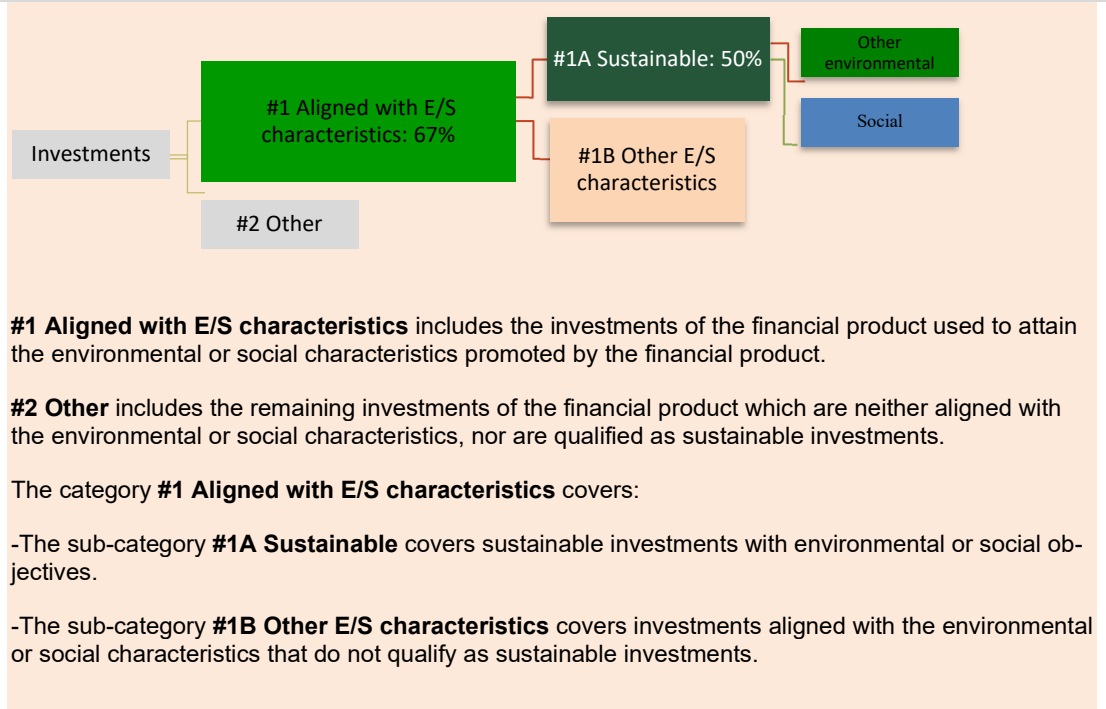 Investments
#1 Aligned with E/S
characteristics: 67%
#2 Other
#1A Sustainable: 50%
#1B Other E/S
characteristics
Other
environmental
Social
#1 Aligned with E/S characteristics includes the investments of the financial product used to attain
the environmental or social characteristics promoted by the financial product.
#2 Other includes the remaining investments of the financial product which are neither aligned with
the environmental or social characteristics, nor are qualified as sustainable investments.
The category #1 Aligned with E/S characteristics covers:
-The sub-category #1A Sustainable covers sustainable investments with environmental or social ob-
jectives.
-The sub-category #1B Other E/S characteristics covers investments aligned with the environmental
or social characteristics that do not qualify as sustainable investments.